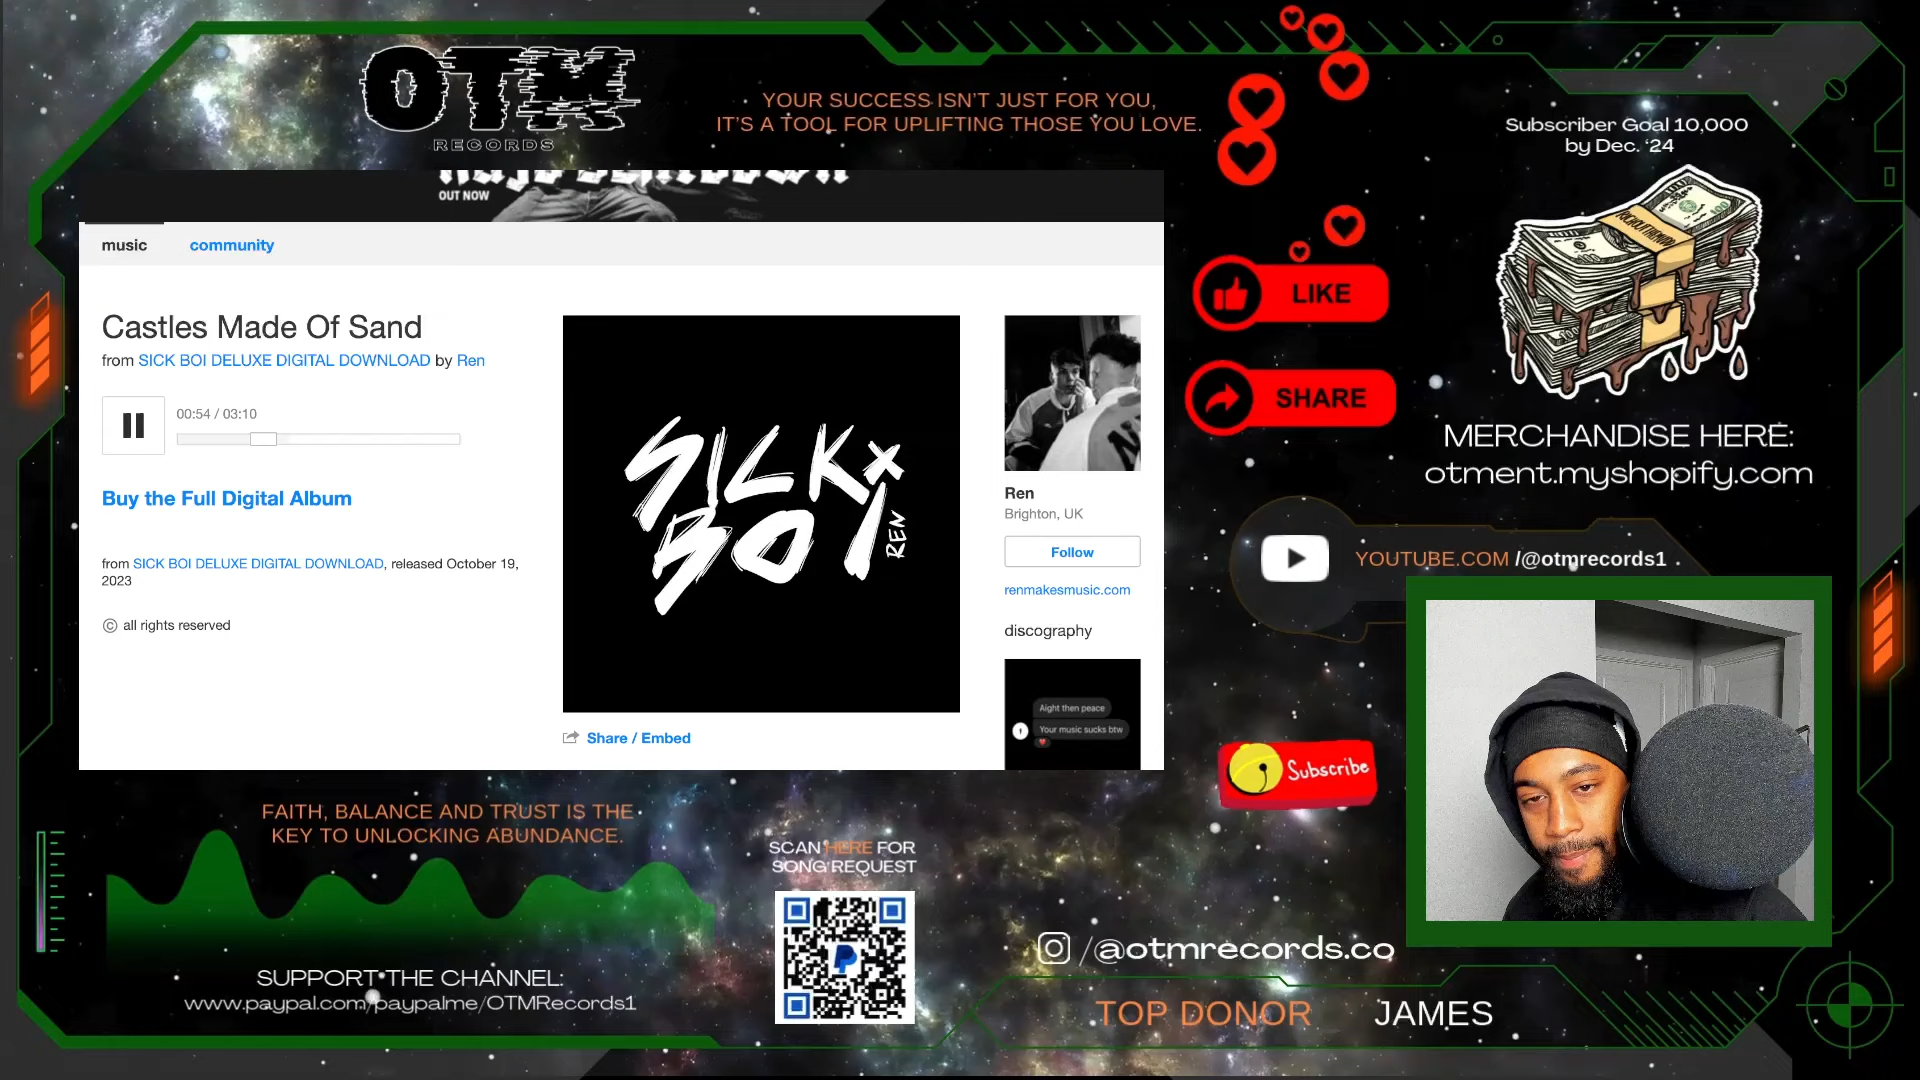 OTM
RECORDS
YOUR SUCCESS ISN'T JUST FOR YOU,
IT'S A TOOL FOR UPLIFTING THOSE YOU LOVE.
Subscriber Goal 10,000
by Dec. '24
OUT NOW
music
community
Castles Made Of Sand
from SICK BOI DELUXE DIGITAL DOWNLOAD by Ren
00:54 / 03:10
Buy the Full Digital Album
from SICK BOI DELUXE DIGITAL DOWNLOAD, released October 19,
2023
© all rights reserved
SICK
BOI
REN
Share / Embed
Ren
Brighton, UK
Follow
renmakesmusic.com
discography
Aight then peace
Your music sucks btw
LIKE
SHARE
100
MERCHANDISE HERE:
otment.myshopify.com
YOUTUBE.COM /@otmrecords1
Subscribe
FAITH, BALANCE AND TRUST IS THE
KEY TO UNLOCKING ABUNDANCE.
SUPPORT THE CHANNEL:
www.paypal.com/paypalme/OTMRecords1
SCAN HERE FOR
SONG REQUEST
/@otmrecords.co
TOP DONOR JAMES